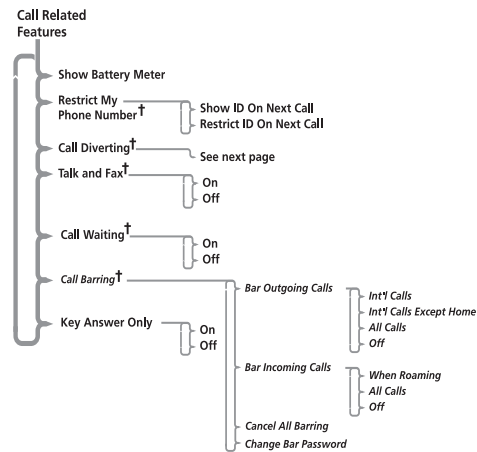 Call Related
Features
Show Battery Meter
Restrict My
Phone Number†
Show ID On Next Call
Restrict ID On Next Call
Call Diverting†
See next page
Talk and Fax†
On
Off
Call Waiting†
On
Off
Call Barring†
Bar Outgoing Calls
Int'l Calls
Int'l Calls Except Home
All Calls
Off
Bar Incoming Calls
When Roaming
All Calls
Off
Cancel All Barring
Change Bar Password
Key Answer Only
On
Off